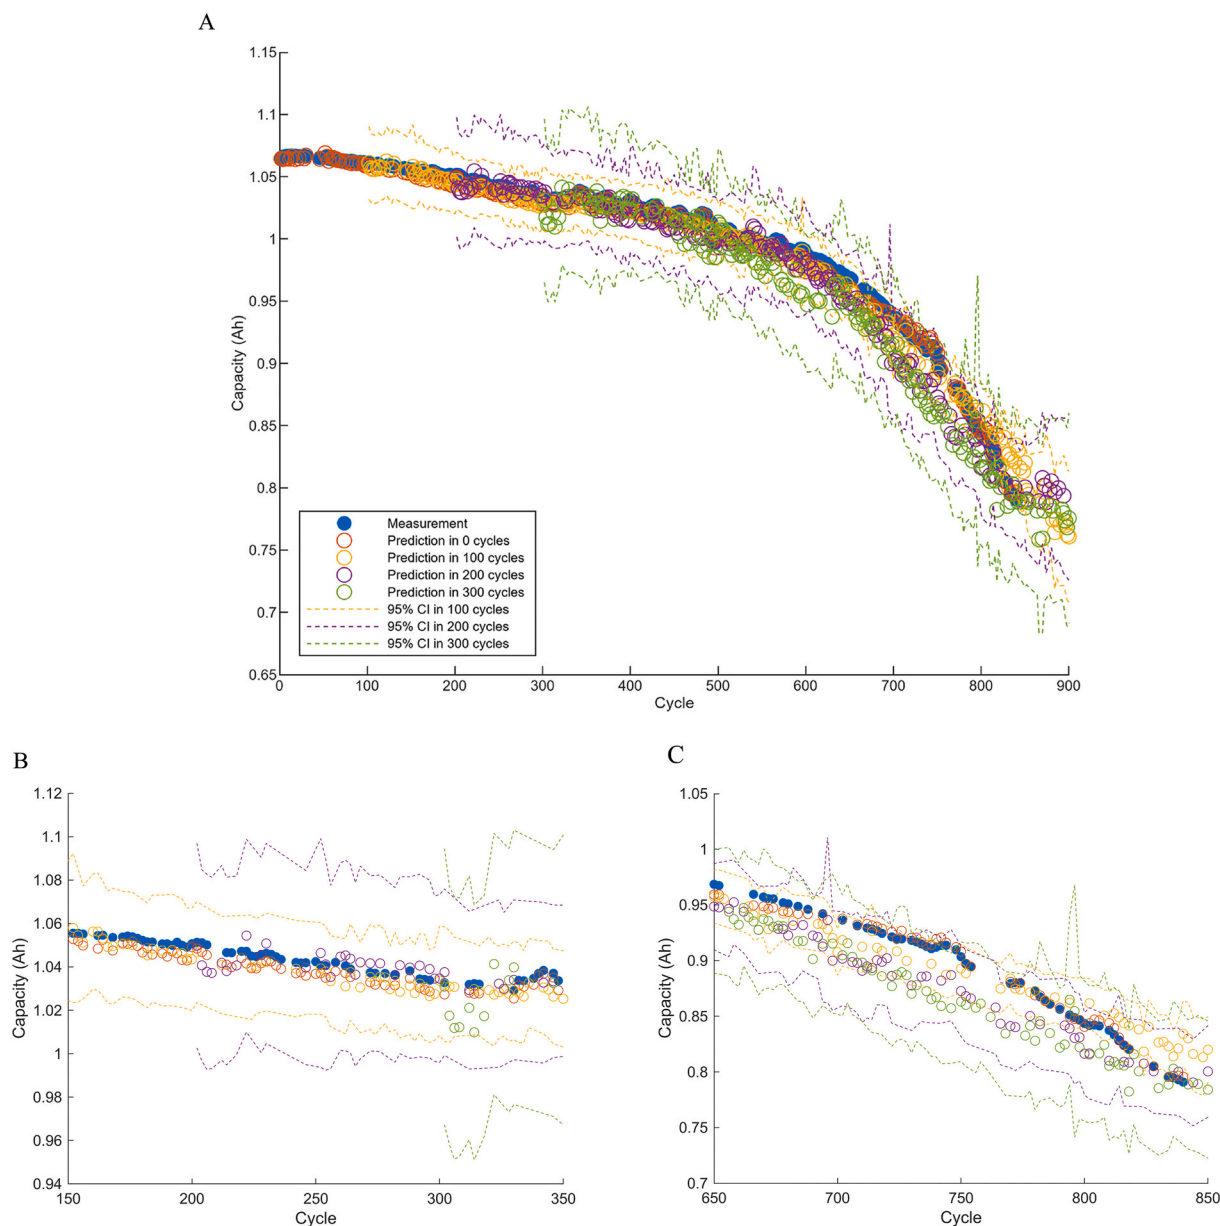 A
1.15
1.1
1.05
1
0.95
0.9
0.85
0.8
0.75
0.7
0.65
Capacity (Ah)
Measurement
Prediction in 0 cycles
Prediction in 100 cycles
Prediction in 200 cycles
Prediction in 300 cycles
95% CI in 100 cycles
95% CI in 200 cycles
95% CI in 300 cycles
0 100 200 300 400 500 600 700 800 900
Cycle
B
1.12
1.1
1.08
1.06
1.04
1.02
1
0.98
0.96
0.94
Capacity (Ah)
150 200 250 300 350
Cycle
C
1.05
1
0.95
0.9
0.85
0.8
0.75
0.7
Capacity (Ah)
650 700 750 800 850
Cycle